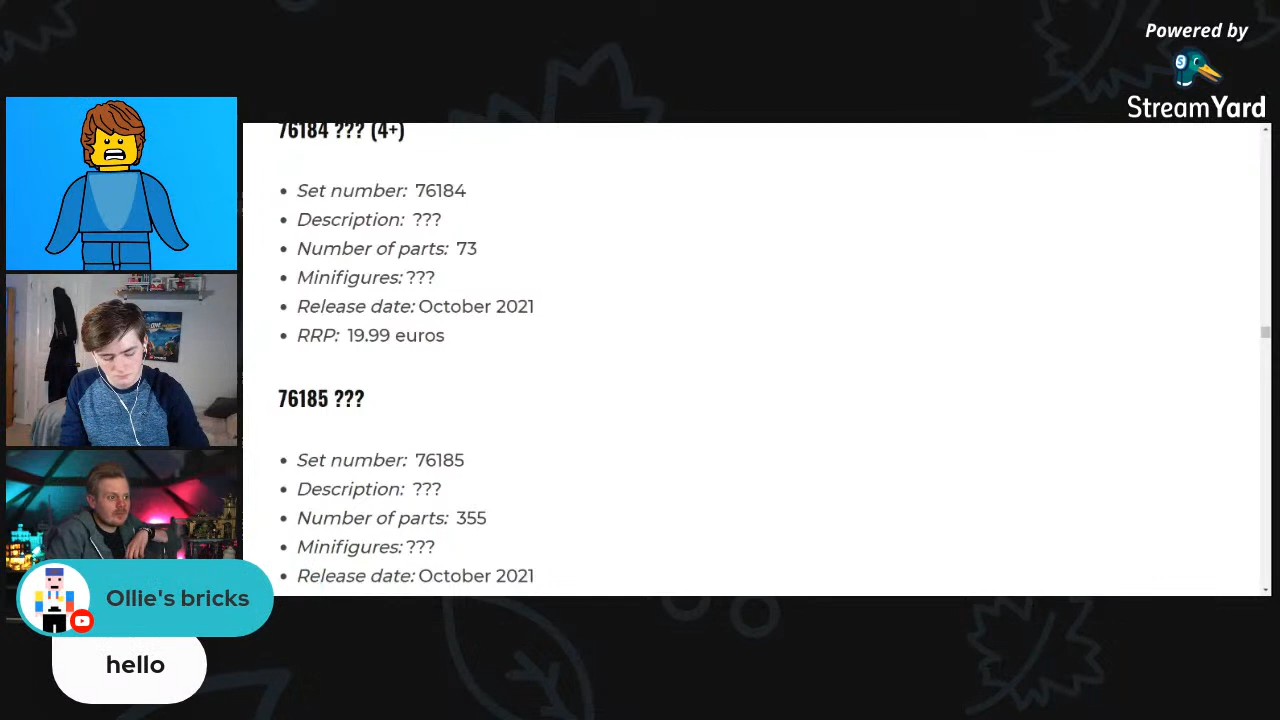 Powered by
StreamYard
76184 ??? (4+)
Set number: 76184
Description: ???
Number of parts: 73
Minifigures: ???
Release date: October 2021
RRP: 19.99 euros
76185 ???
Set number: 76185
Description: ???
Number of parts: 355
Minifigures: ???
Release date: October 2021
Ollie's bricks
hello